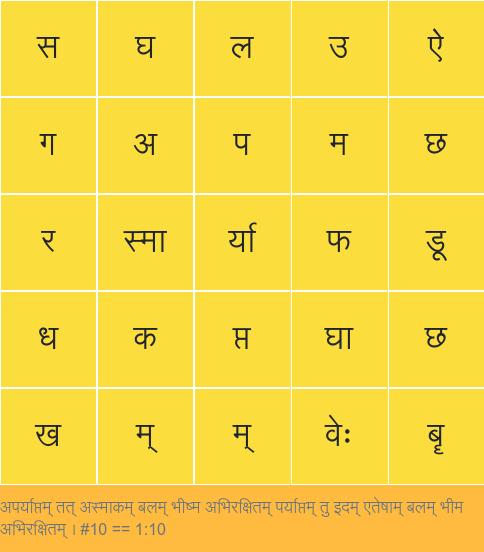 स घ ल उ ऐ
ग अ प म छ
र स्मा र्या फ डू
ध क प्त घा छ
ख म् म् वेः बृ
अपर्याप्तम् तत् अस्माकम् बलम् भीष्म अभिरक्षितम् पर्याप्तम् तु इदम् एतेषाम् बलम् भीम
अभिरक्षितम् । #10 == 1:10